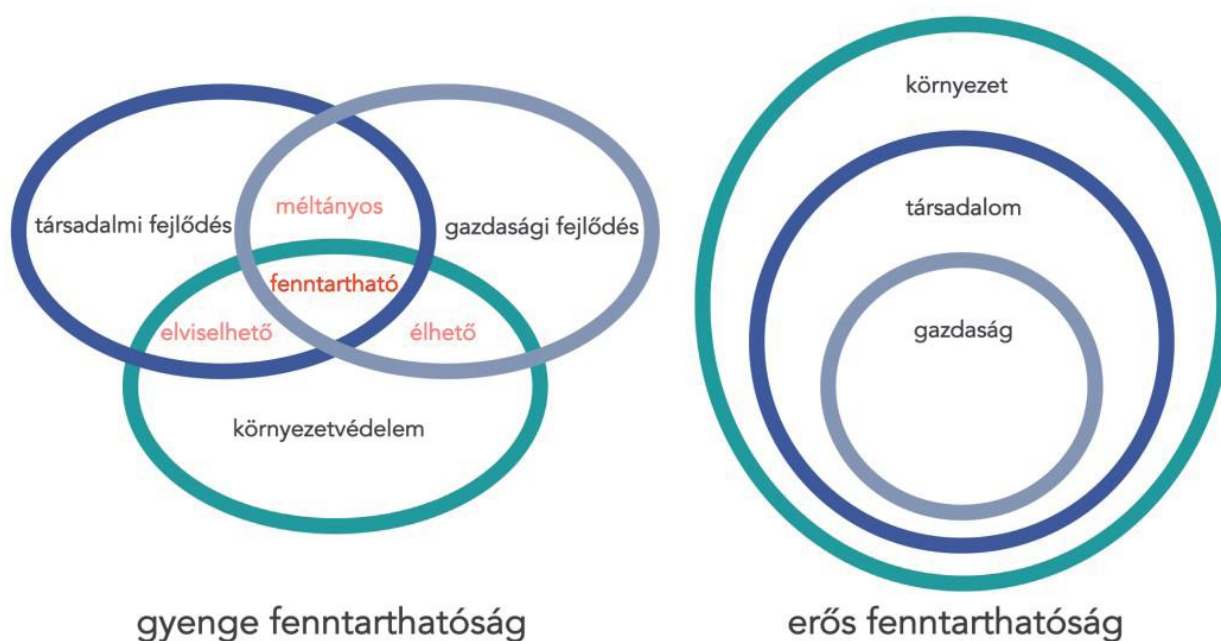 társadalmi fejlődés
méltányos
gazdasági fejlődés
fenntartható
elviselhető
élhető
környezetvédelem
gyenge fenntarthatóság
környezet
társadalom
gazdaság
erős fenntarthatóság